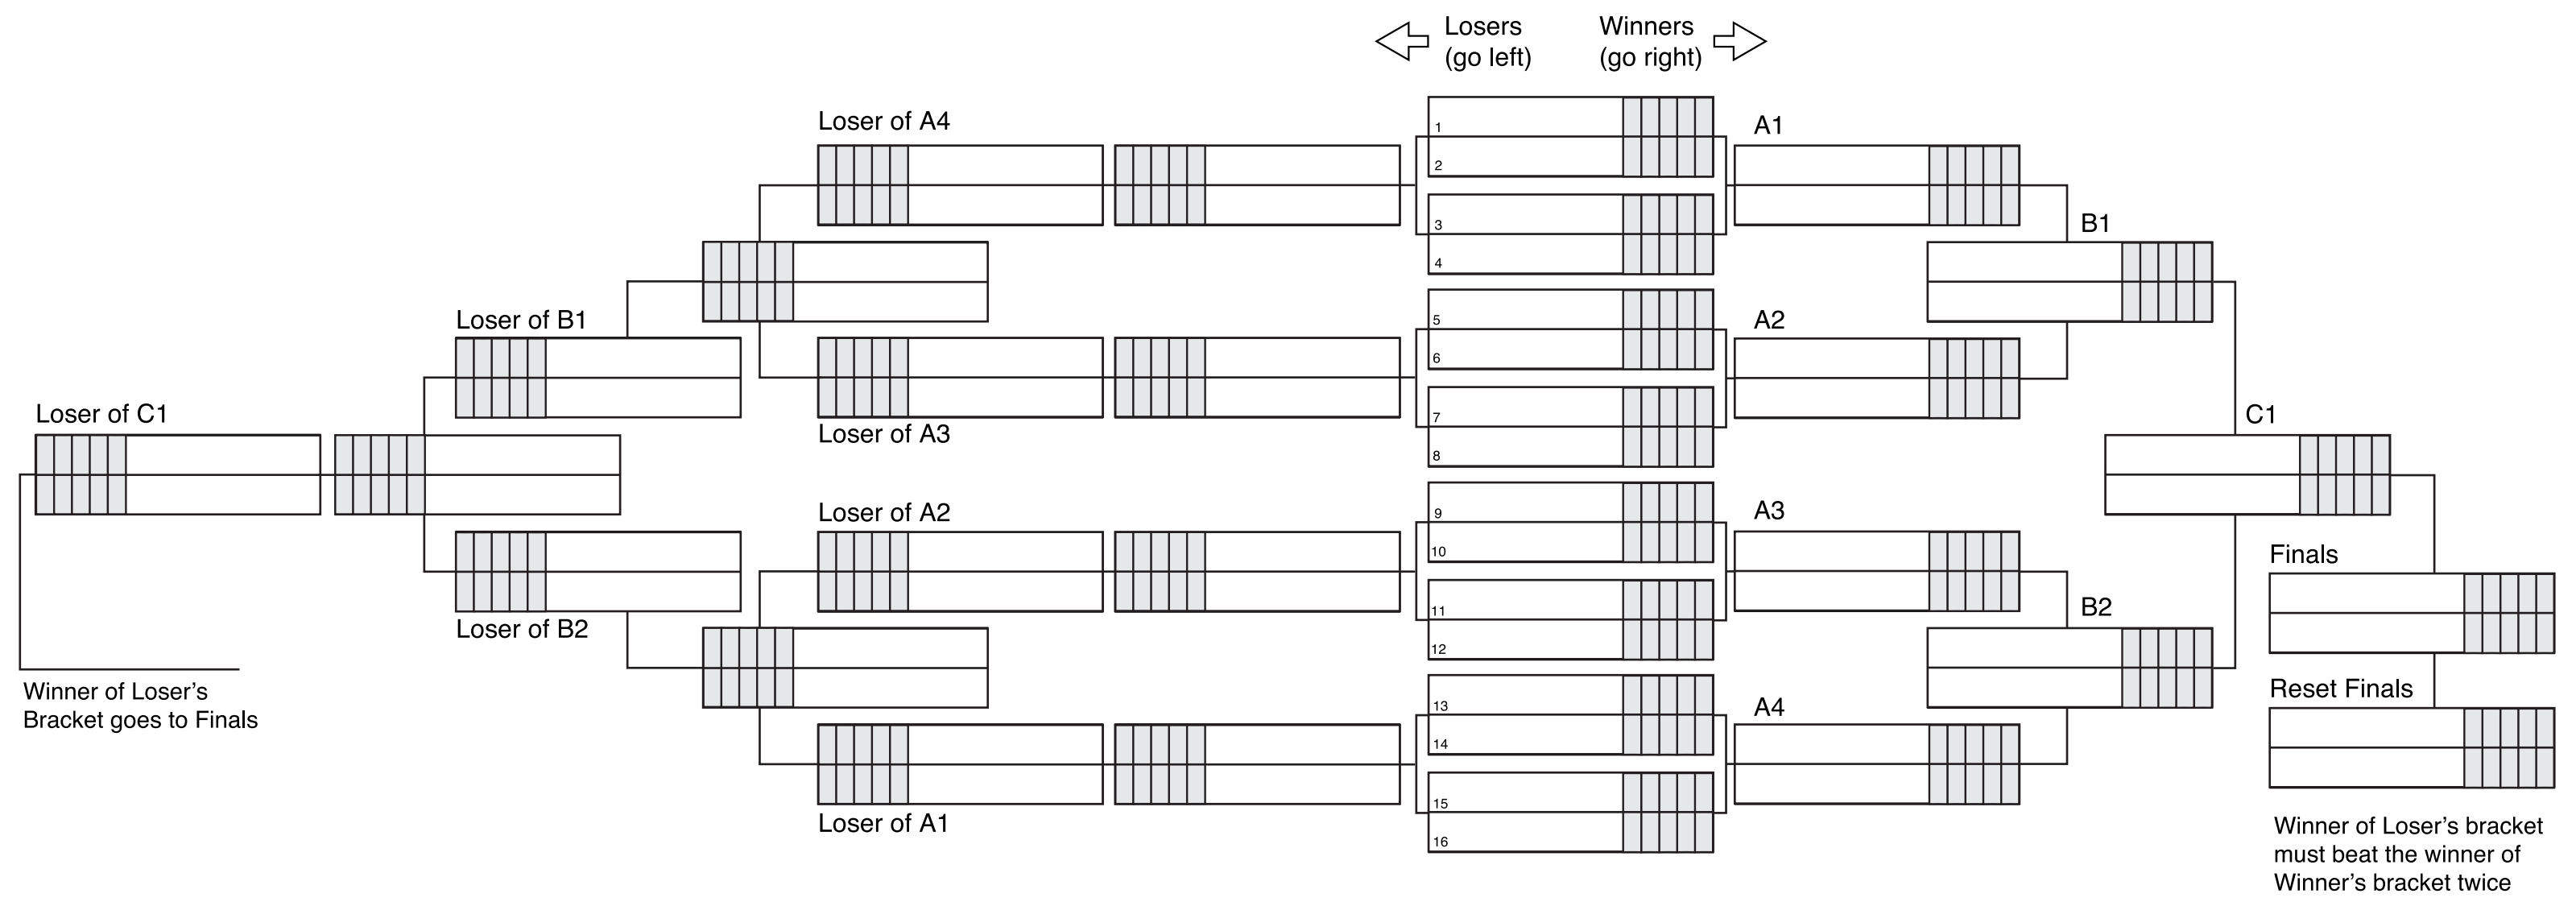 Losers
(go left)
Winners
(go right)
Loser of A4
1
2
A1
3
4
B1
Loser of B1
5
6
A2
7
8
Loser of A3
Loser of C1
C1
Loser of A2
9
10
A3
11
12
Finals
B2
Loser of B2
Winner of Loser’s
Bracket goes to Finals
Reset Finals
13
14
A4
15
16
Loser of A1
Winner of Loser’s bracket
must beat the winner of
Winner’s bracket twice